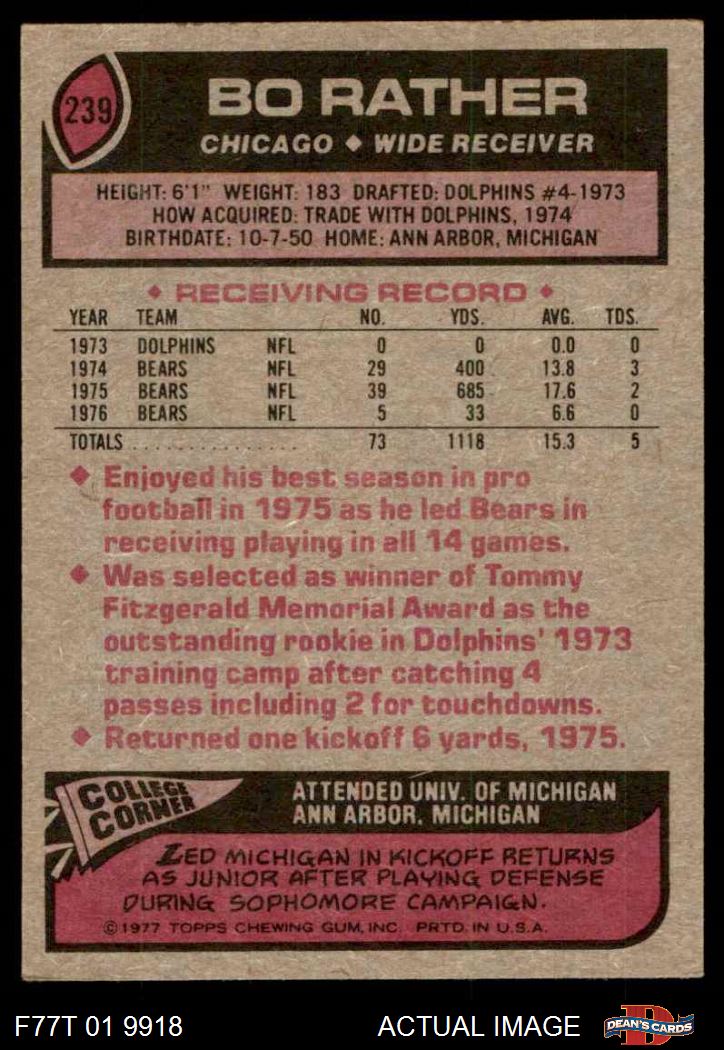 239
BO RATHER
CHICAGO ◆ WIDE RECEIVER
HEIGHT: 6'1" WEIGHT: 183 DRAFTED: DOLPHINS #4-1973
HOW ACQUIRED: TRADE WITH DOLPHINS, 1974
BIRTHDATE: 10-7-50 HOME: ANN ARBOR, MICHIGAN
◆ RECEIVING RECORD ◆
YEAR TEAM NO. YDS. AVG. TDS.
1973 DOLPHINS NFL 0 0 0.0 0
1974 BEARS NFL 29 400 13.8 3
1975 BEARS NFL 39 685 17.6 2
1976 BEARS NFL 5 33 6.6 0
TOTALS ................ 73 1118 15.3 5
◆ Enjoyed his best season in pro
football in 1975 as he led Bears in
receiving playing in all 14 games.
◆ Was selected as winner of Tommy
Fitzgerald Memorial Award as the
outstanding rookie in Dolphins' 1973
training camp after catching 4
passes including 2 for touchdowns.
◆ Returned one kickoff 6 yards, 1975.
COLLEGE
CORNER
ATTENDED UNIV. OF MICHIGAN
ANN ARBOR, MICHIGAN
LED MICHIGAN IN KICKOFF RETURNS
AS JUNIOR AFTER PLAYING DEFENSE
DURING SOPHOMORE CAMPAIGN.
©1977 TOPPS CHEWING GUM, INC. PRTD. IN U.S.A.
F77T 01 9918
ACTUAL IMAGE
D
DEAN'S CARDS